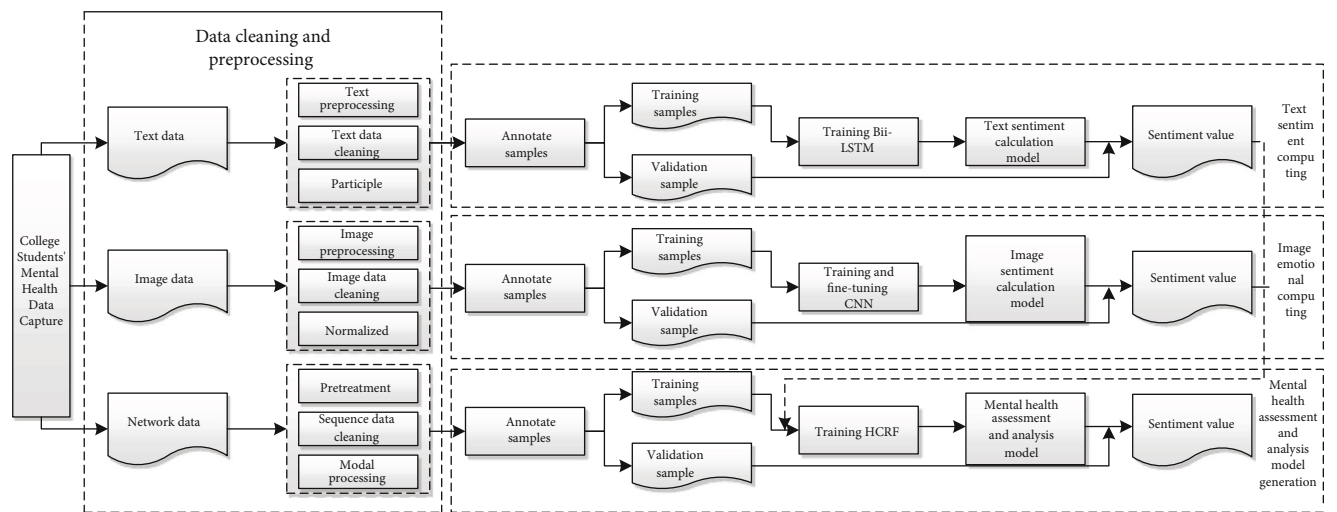 Data cleaning and
preprocessing
College
Students'
Mental
Health
Data
Capture
Text data
Text
preprocessing
Text data
cleaning
Participle
Annotate
samples
Training
samples
Validation
sample
Training Bii-
LSTM
Text sentiment
calculation
model
Sentiment value
Text sentim
ent
computing
Image data
Image
preprocessing
Image data
cleaning
Normalized
Annotate
samples
Training
samples
Validation
sample
Training and
fine-tuning
CNN
Image
sentiment
calculation
model
Sentiment value
Image
emotio
nal
compu
ting
Network data
Pretreatment
Sequence data
cleaning
Modal
processing
Annotate
samples
Training
samples
Validation
sample
Training HCRF
Mental health
assessment
and analysis
model
Sentiment value
Mental
health
assessment
and
analysis
model
generation